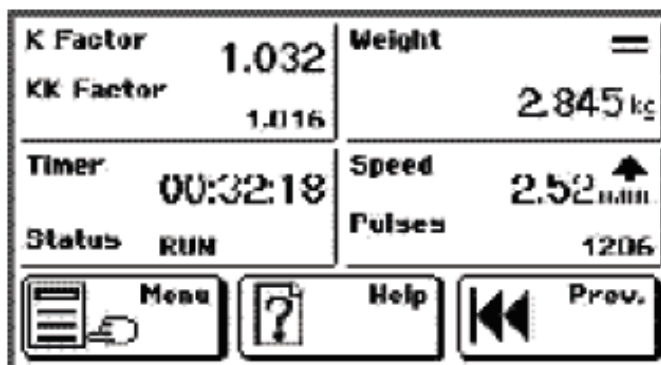 K Factor
1.032
KK Factor
1.016
Weight
2.845 kg
Timer
00:32:18
Status RUN
Speed
2.52
Pulses
1206
Menu
Help
Prev.